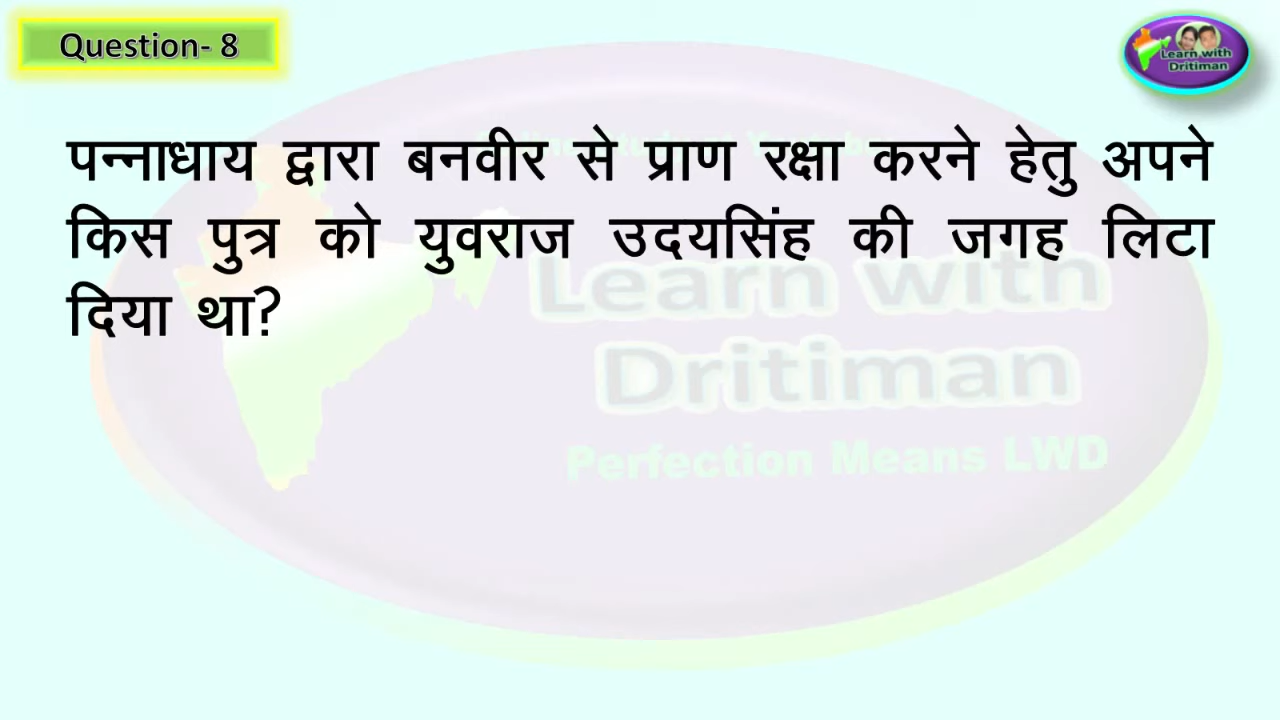 Question- 8
Learn with
Dritiman
पन्नाधाय द्वारा बनवीर से प्राण रक्षा करने हेतु अपने
किस पुत्र को युवराज उदयसिंह की जगह लिटा
दिया था?
Learn with
Dritiman
Perfection Means LWD